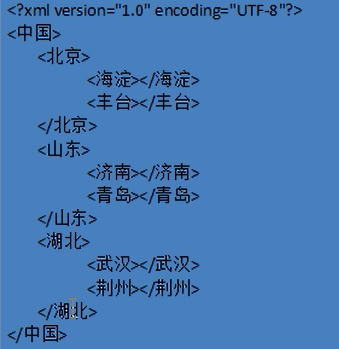 <?xml version="1.0" encoding="UTF-8"?>
<中国>
<北京>
<海淀></海淀>
<丰台></丰台>
</北京>
<山东>
<济南></济南>
<青岛></青岛>
</山东>
<湖北>
<武汉></武汉>
<荆州></荆州>
</湖北>
</中国>